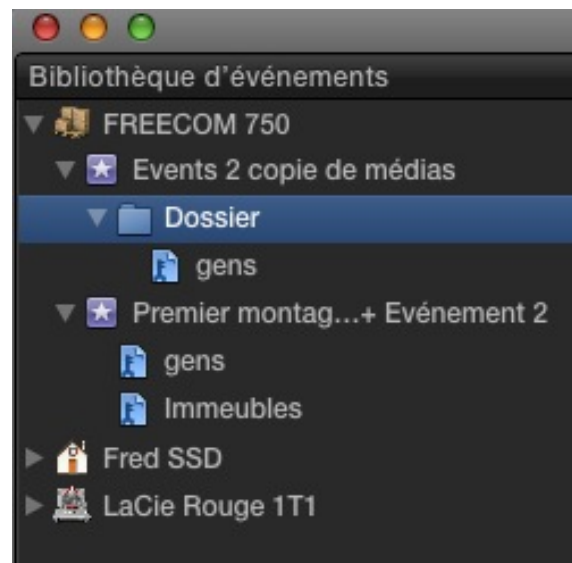 Bibliothèque d'événements
FREECOM 750
Events 2 copie de médias
Dossier
gens
Premier montag...+ Evénement 2
gens
Immeubles
Fred SSD
LaCie Rouge 1T1